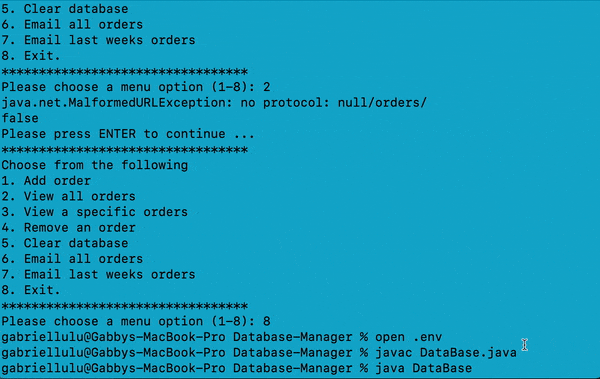 5. Clear database
6. Email all orders
7. Email last weeks orders
8. Exit.
*********************************
Please choose a menu option (1-8): 2
java.net.MalformedURLException: no protocol: null/orders/
false
Please press ENTER to continue ...
*********************************
Choose from the following
1. Add order
2. View all orders
3. View a specific orders
4. Remove an order
5. Clear database
6. Email all orders
7. Email last weeks orders
8. Exit.
*********************************
Please choose a menu option (1-8): 8
gabriellulu@Gabbys-MacBook-Pro Database-Manager % open .env
gabriellulu@Gabbys-MacBook-Pro Database-Manager % javac DataBase.java
gabriellulu@Gabbys-MacBook-Pro Database-Manager % java DataBase